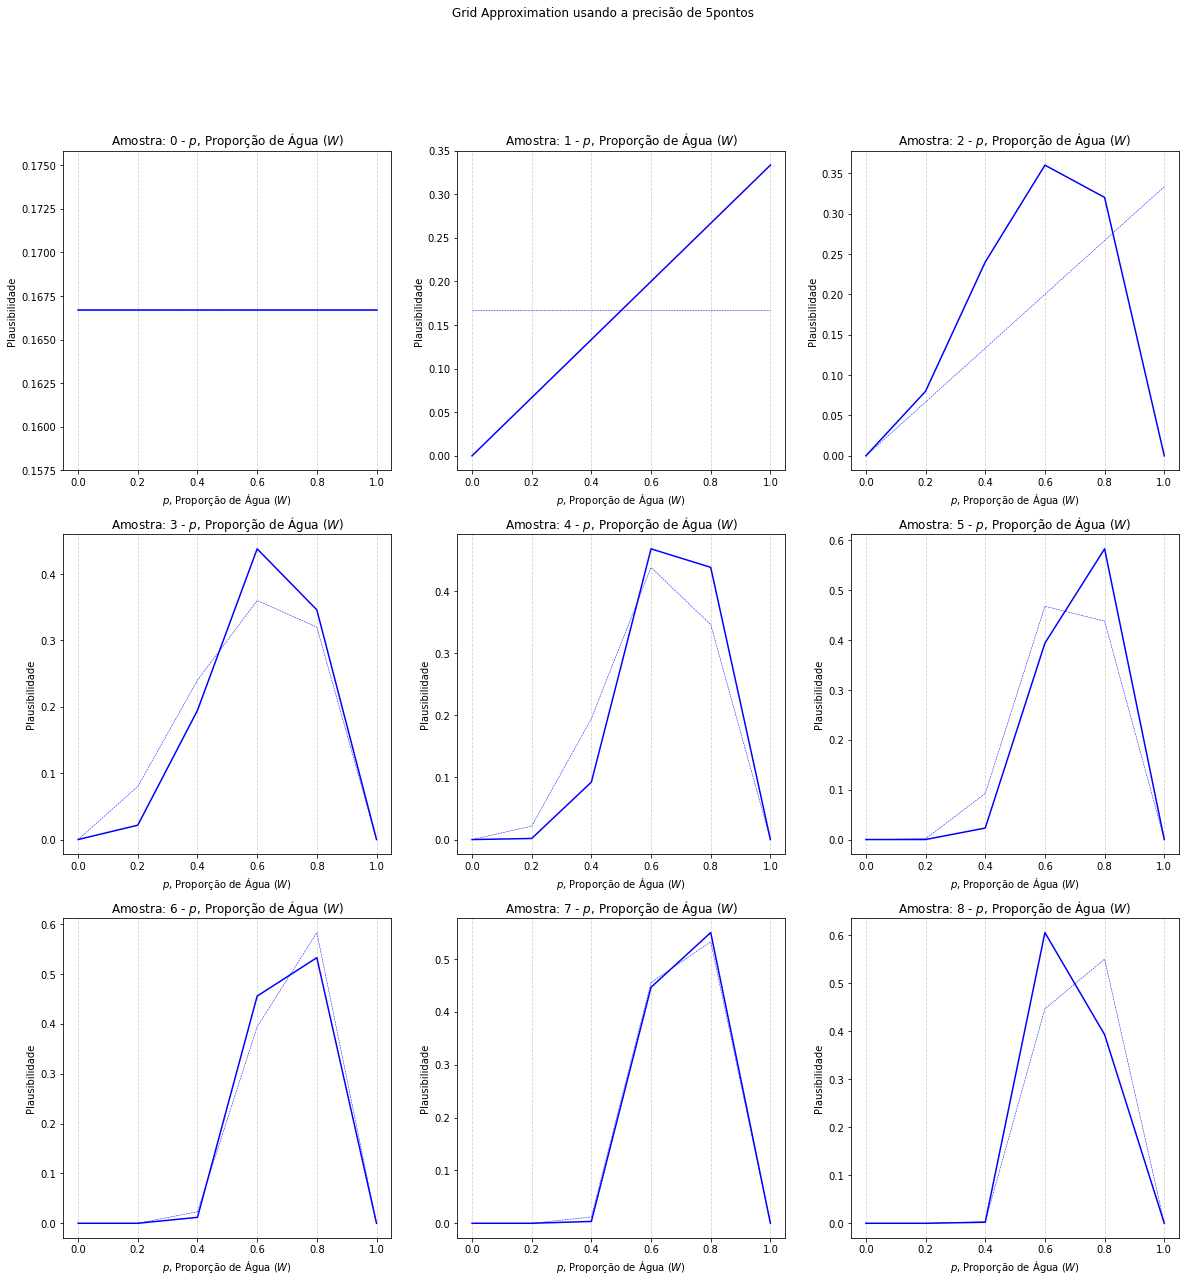 Grid Approximation usando a precisão de 5pontos
Amostra: 0 - p, Proporção de Água (W)
0.1750
0.1725
0.1700
0.1675
0.1650
0.1625
0.1600
0.1575
Plausibilidade
0.0 0.2 0.4 0.6 0.8 1.0
p, Proporção de Água (W)
Amostra: 1 - p, Proporção de Água (W)
0.35
0.30
0.25
0.20
0.15
0.10
0.05
0.00
Plausibilidade
0.0 0.2 0.4 0.6 0.8 1.0
p, Proporção de Água (W)
Amostra: 2 - p, Proporção de Água (W)
0.35
0.30
0.25
0.20
0.15
0.10
0.05
0.00
Plausibilidade
0.0 0.2 0.4 0.6 0.8 1.0
p, Proporção de Água (W)
Amostra: 3 - p, Proporção de Água (W)
0.4
0.3
0.2
0.1
0.0
Plausibilidade
0.0 0.2 0.4 0.6 0.8 1.0
p, Proporção de Água (W)
Amostra: 4 - p, Proporção de Água (W)
0.4
0.3
0.2
0.1
0.0
Plausibilidade
0.0 0.2 0.4 0.6 0.8 1.0
p, Proporção de Água (W)
Amostra: 5 - p, Proporção de Água (W)
0.6
0.5
0.4
0.3
0.2
0.1
0.0
Plausibilidade
0.0 0.2 0.4 0.6 0.8 1.0
p, Proporção de Água (W)
Amostra: 6 - p, Proporção de Água (W)
0.6
0.5
0.4
0.3
0.2
0.1
0.0
Plausibilidade
0.0 0.2 0.4 0.6 0.8 1.0
p, Proporção de Água (W)
Amostra: 7 - p, Proporção de Água (W)
0.5
0.4
0.3
0.2
0.1
0.0
Plausibilidade
0.0 0.2 0.4 0.6 0.8 1.0
p, Proporção de Água (W)
Amostra: 8 - p, Proporção de Água (W)
0.6
0.5
0.4
0.3
0.2
0.1
0.0
Plausibilidade
0.0 0.2 0.4 0.6 0.8 1.0
p, Proporção de Água (W)